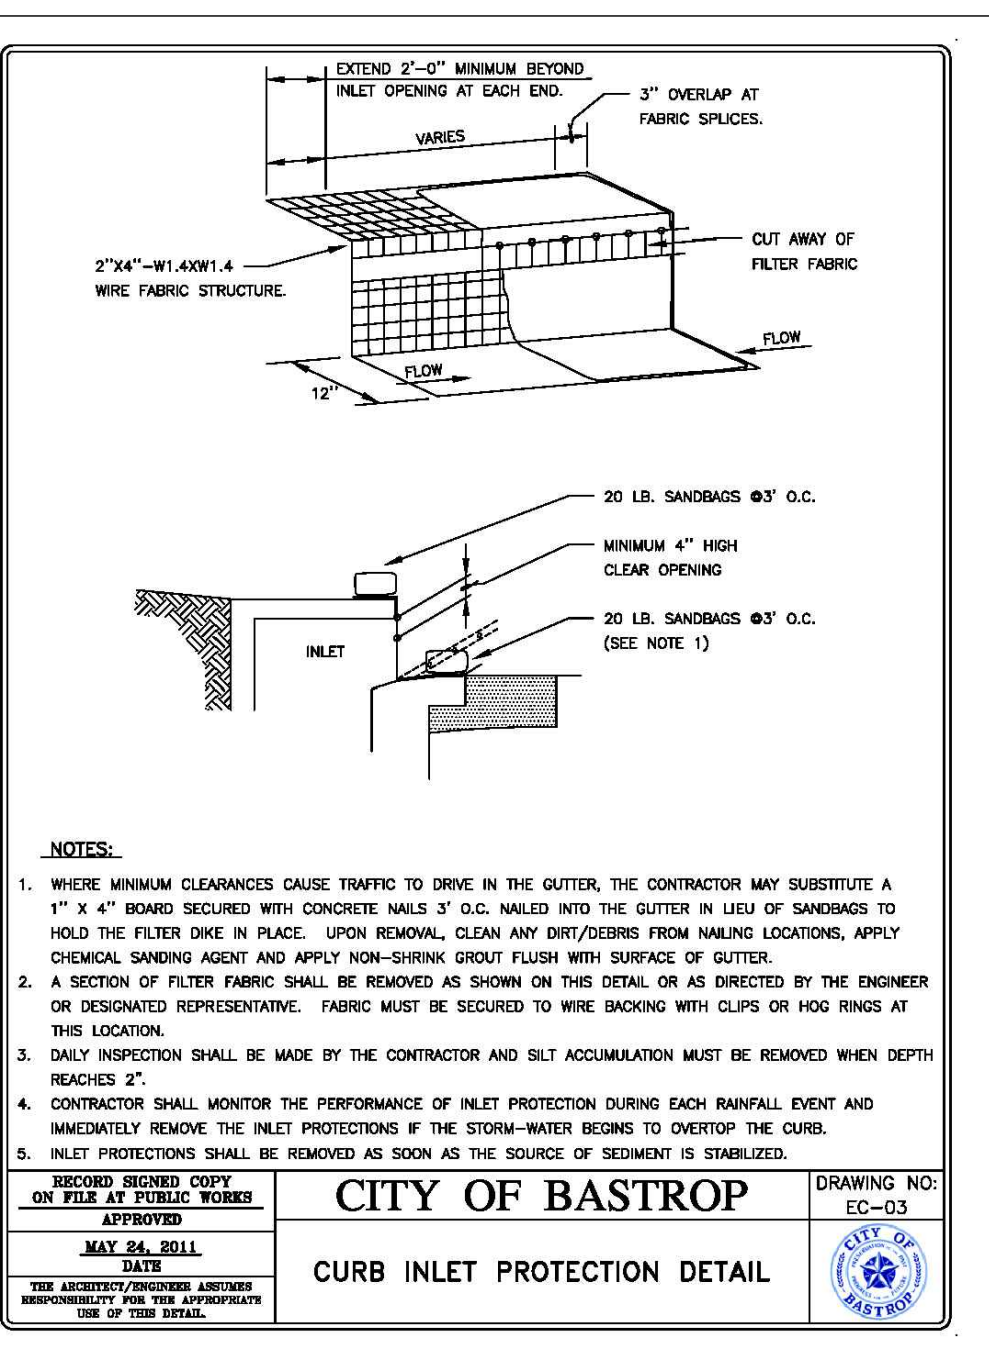 EXTEND 2'-0" MINIMUM BEYOND
INLET OPENING AT EACH END.
3" OVERLAP AT
FABRIC SPLICES.
VARIES
CUT AWAY OF
FILTER FABRIC
2"X4"-W1.4XW1.4
WIRE FABRIC STRUCTURE.
FLOW
FLOW
12"
20 LB. SANDBAGS @3' O.C.
MINIMUM 4" HIGH
CLEAR OPENING
20 LB. SANDBAGS @3' O.C.
(SEE NOTE 1)
INLET
NOTES:
1. WHERE MINIMUM CLEARANCES CAUSE TRAFFIC TO DRIVE IN THE GUTTER, THE CONTRACTOR MAY SUBSTITUTE A
1" X 4" BOARD SECURED WITH CONCRETE NAILS 3' O.C. NAILED INTO THE GUTTER IN LIEU OF SANDBAGS TO
HOLD THE FILTER DIKE IN PLACE. UPON REMOVAL, CLEAN ANY DIRT/DEBRIS FROM NAILING LOCATIONS, APPLY
CHEMICAL SANDING AGENT AND APPLY NON-SHRINK GROUT FLUSH WITH SURFACE OF GUTTER.
2. A SECTION OF FILTER FABRIC SHALL BE REMOVED AS SHOWN ON THIS DETAIL OR AS DIRECTED BY THE ENGINEER
OR DESIGNATED REPRESENTATIVE. FABRIC MUST BE SECURED TO WIRE BACKING WITH CLIPS OR HOG RINGS AT
THIS LOCATION.
3. DAILY INSPECTION SHALL BE MADE BY THE CONTRACTOR AND SILT ACCUMULATION MUST BE REMOVED WHEN DEPTH
REACHES 2".
4. CONTRACTOR SHALL MONITOR THE PERFORMANCE OF INLET PROTECTION DURING EACH RAINFALL EVENT AND
IMMEDIATELY REMOVE THE INLET PROTECTIONS IF THE STORM-WATER BEGINS TO OVERTOP THE CURB.
5. INLET PROTECTIONS SHALL BE REMOVED AS SOON AS THE SOURCE OF SEDIMENT IS STABILIZED.
RECORD SIGNED COPY
ON FILE AT PUBLIC WORKS
APPROVED
MAY 24, 2011
DATE
THE ARCHITECT/ENGINEER ASSUMES
RESPONSIBILITY FOR THE APPROPRIATE
USE OF THIS DETAIL.
CITY OF BASTROP
CURB INLET PROTECTION DETAIL
DRAWING NO:
EC-03
CITY OF
BASTROP